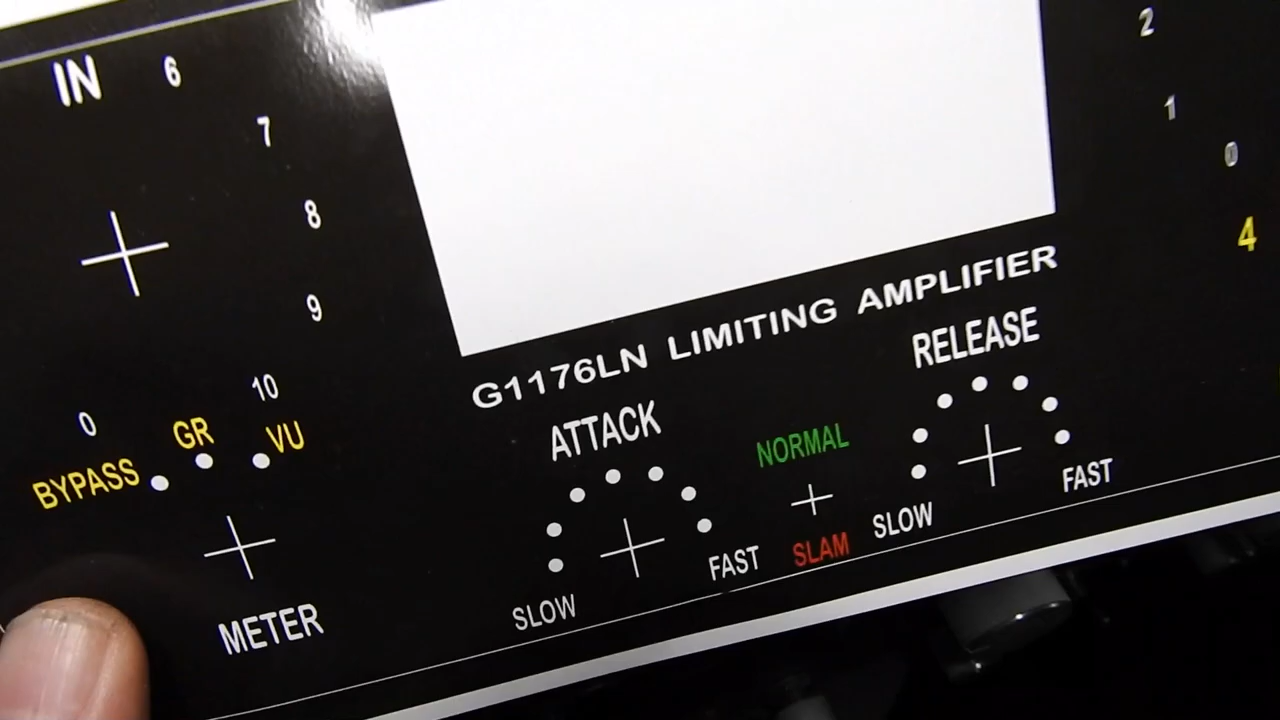 IN
6
7
8
9
10
0
BYPASS
GR
VU
METER
G1176LN LIMITING AMPLIFIER
ATTACK
SLOW
FAST
NORMAL
SLAM
RELEASE
SLOW
FAST
2
1
0
4